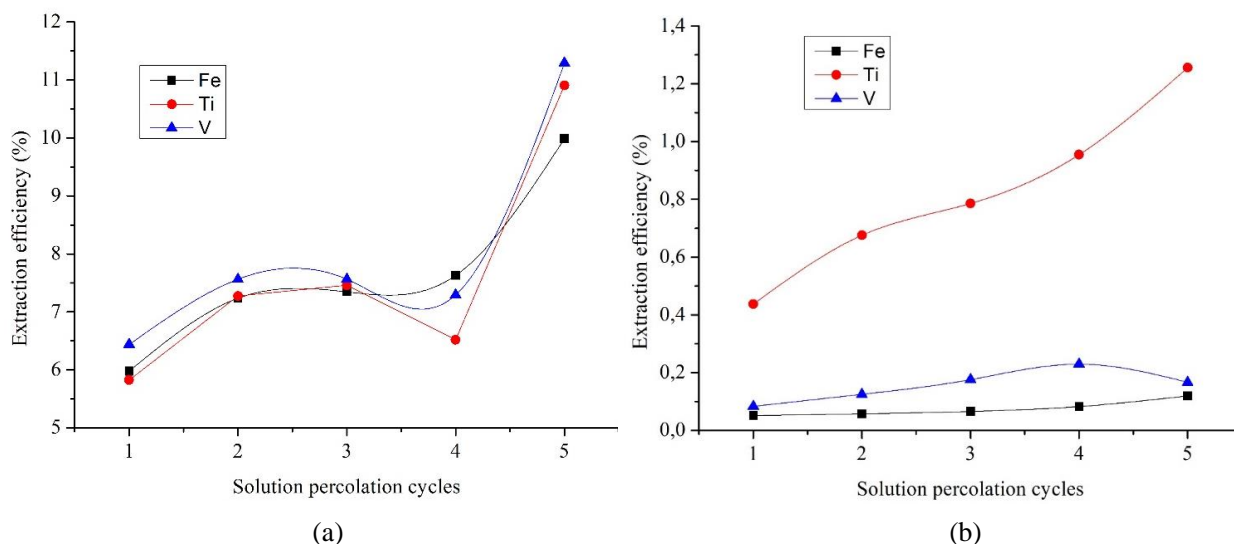 12
11
10
9
8
7
6
5
Extraction efficiency (%)
Fe
Ti
V
1 2 3 4 5
Solution percolation cycles
(a)
1,4
1,2
1,0
0,8
0,6
0,4
0,2
0,0
Extraction efficiency (%)
Fe
Ti
V
1 2 3 4 5
Solution percolation cycles
(b)